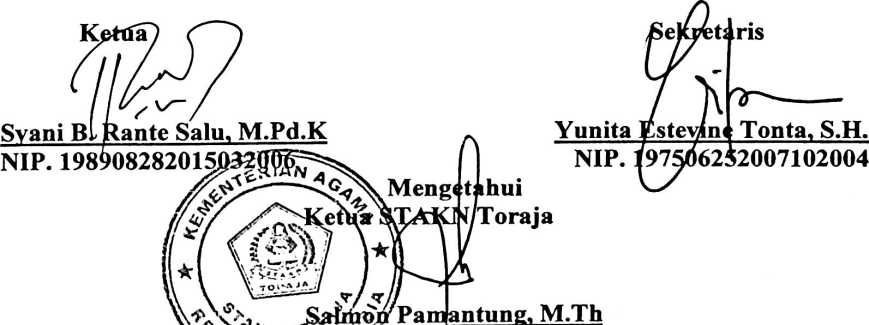 Ketua
Sekretaris
Syani B. Rante Salu, M.Pd.K
Yunita Estevine Tonta, S.H.
NIP. 198908282015032006
NIP. 197506252007102004
Mengetahui
Ketua STAKN Toraja
KEMENTERIAN AGAMA
TORAJA
Salmon Pamantung, M.Th